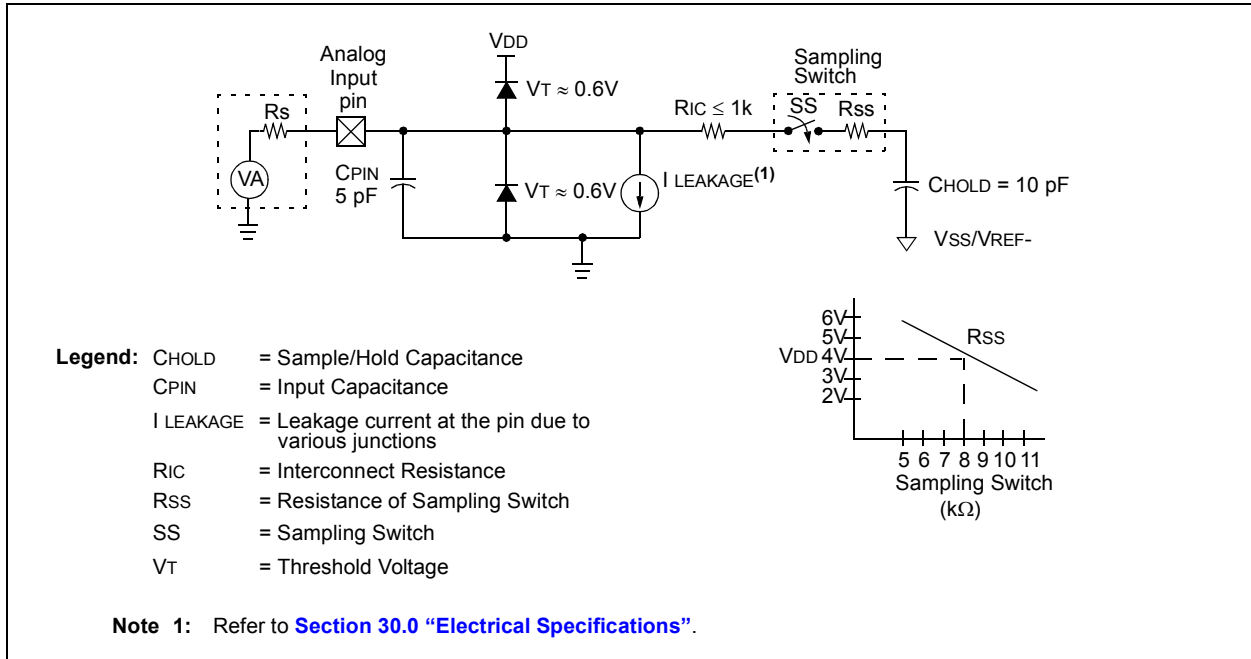 VDD
Analog
Input
pin
Sampling
Switch
VT ≈ 0.6V
Rs
RIC ≤ 1k
SS
Rss
VA
CPIN
5 pF
VT ≈ 0.6V
I LEAKAGE(1)
CHOLD = 10 pF
VSS/VREF-
6V
5V
RSS
VDD 4V
3V
2V
5 6 7 8 9 10 11
Sampling Switch
(kΩ)
Legend: CHOLD = Sample/Hold Capacitance
CPIN = Input Capacitance
I LEAKAGE = Leakage current at the pin due to
various junctions
RIC = Interconnect Resistance
RSS = Resistance of Sampling Switch
SS = Sampling Switch
VT = Threshold Voltage
Note 1: Refer to Section 30.0 “Electrical Specifications”.